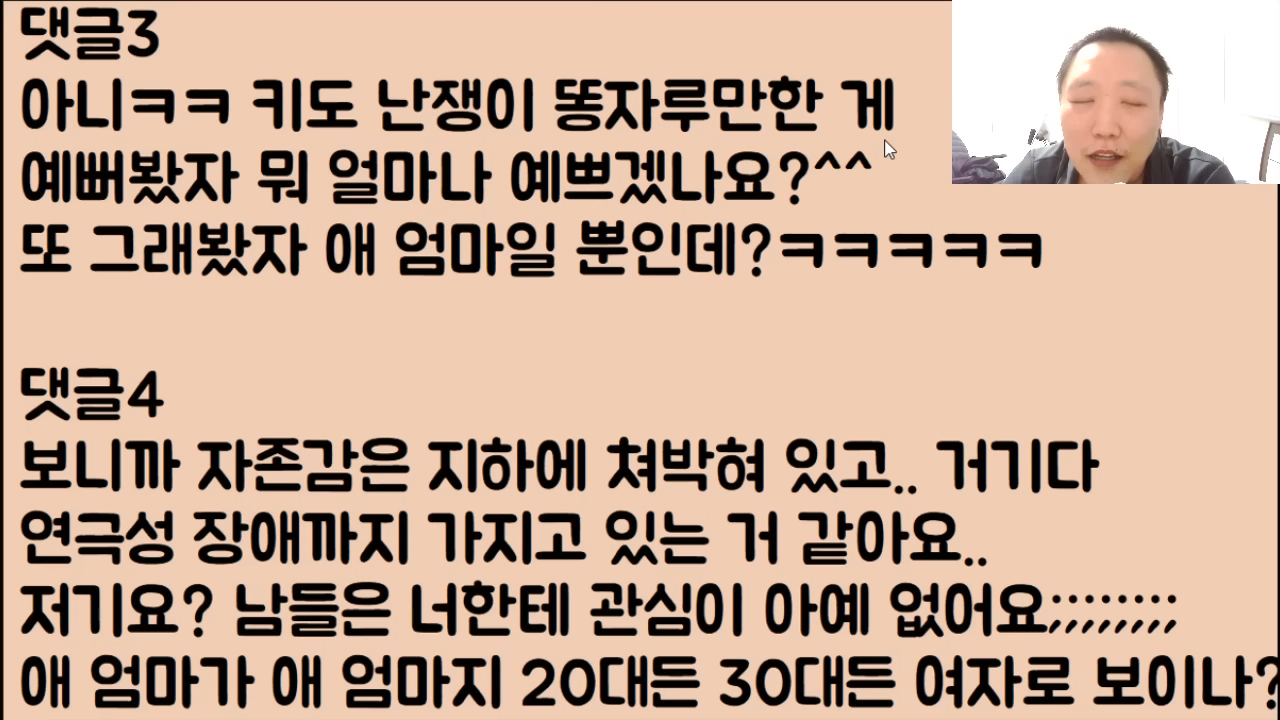 댓글3
아니ㅋㅋ 키도 난쟁이 똥자루만한 게
예뻐봤자 뭐 얼마나 예쁘겠나요?^^
또 그래봤자 애 엄마일 뿐인데?ㅋㅋㅋㅋㅋ
댓글4
보니까 자존감은 지하에 쳐박혀 있고.. 거기다
연극성 장애까지 가지고 있는 거 같아요..
저기요? 남들은 너한테 관심이 아예 없어요;;;;;;;;
애 엄마가 애 엄마지 20대든 30대든 여자로 보이나?